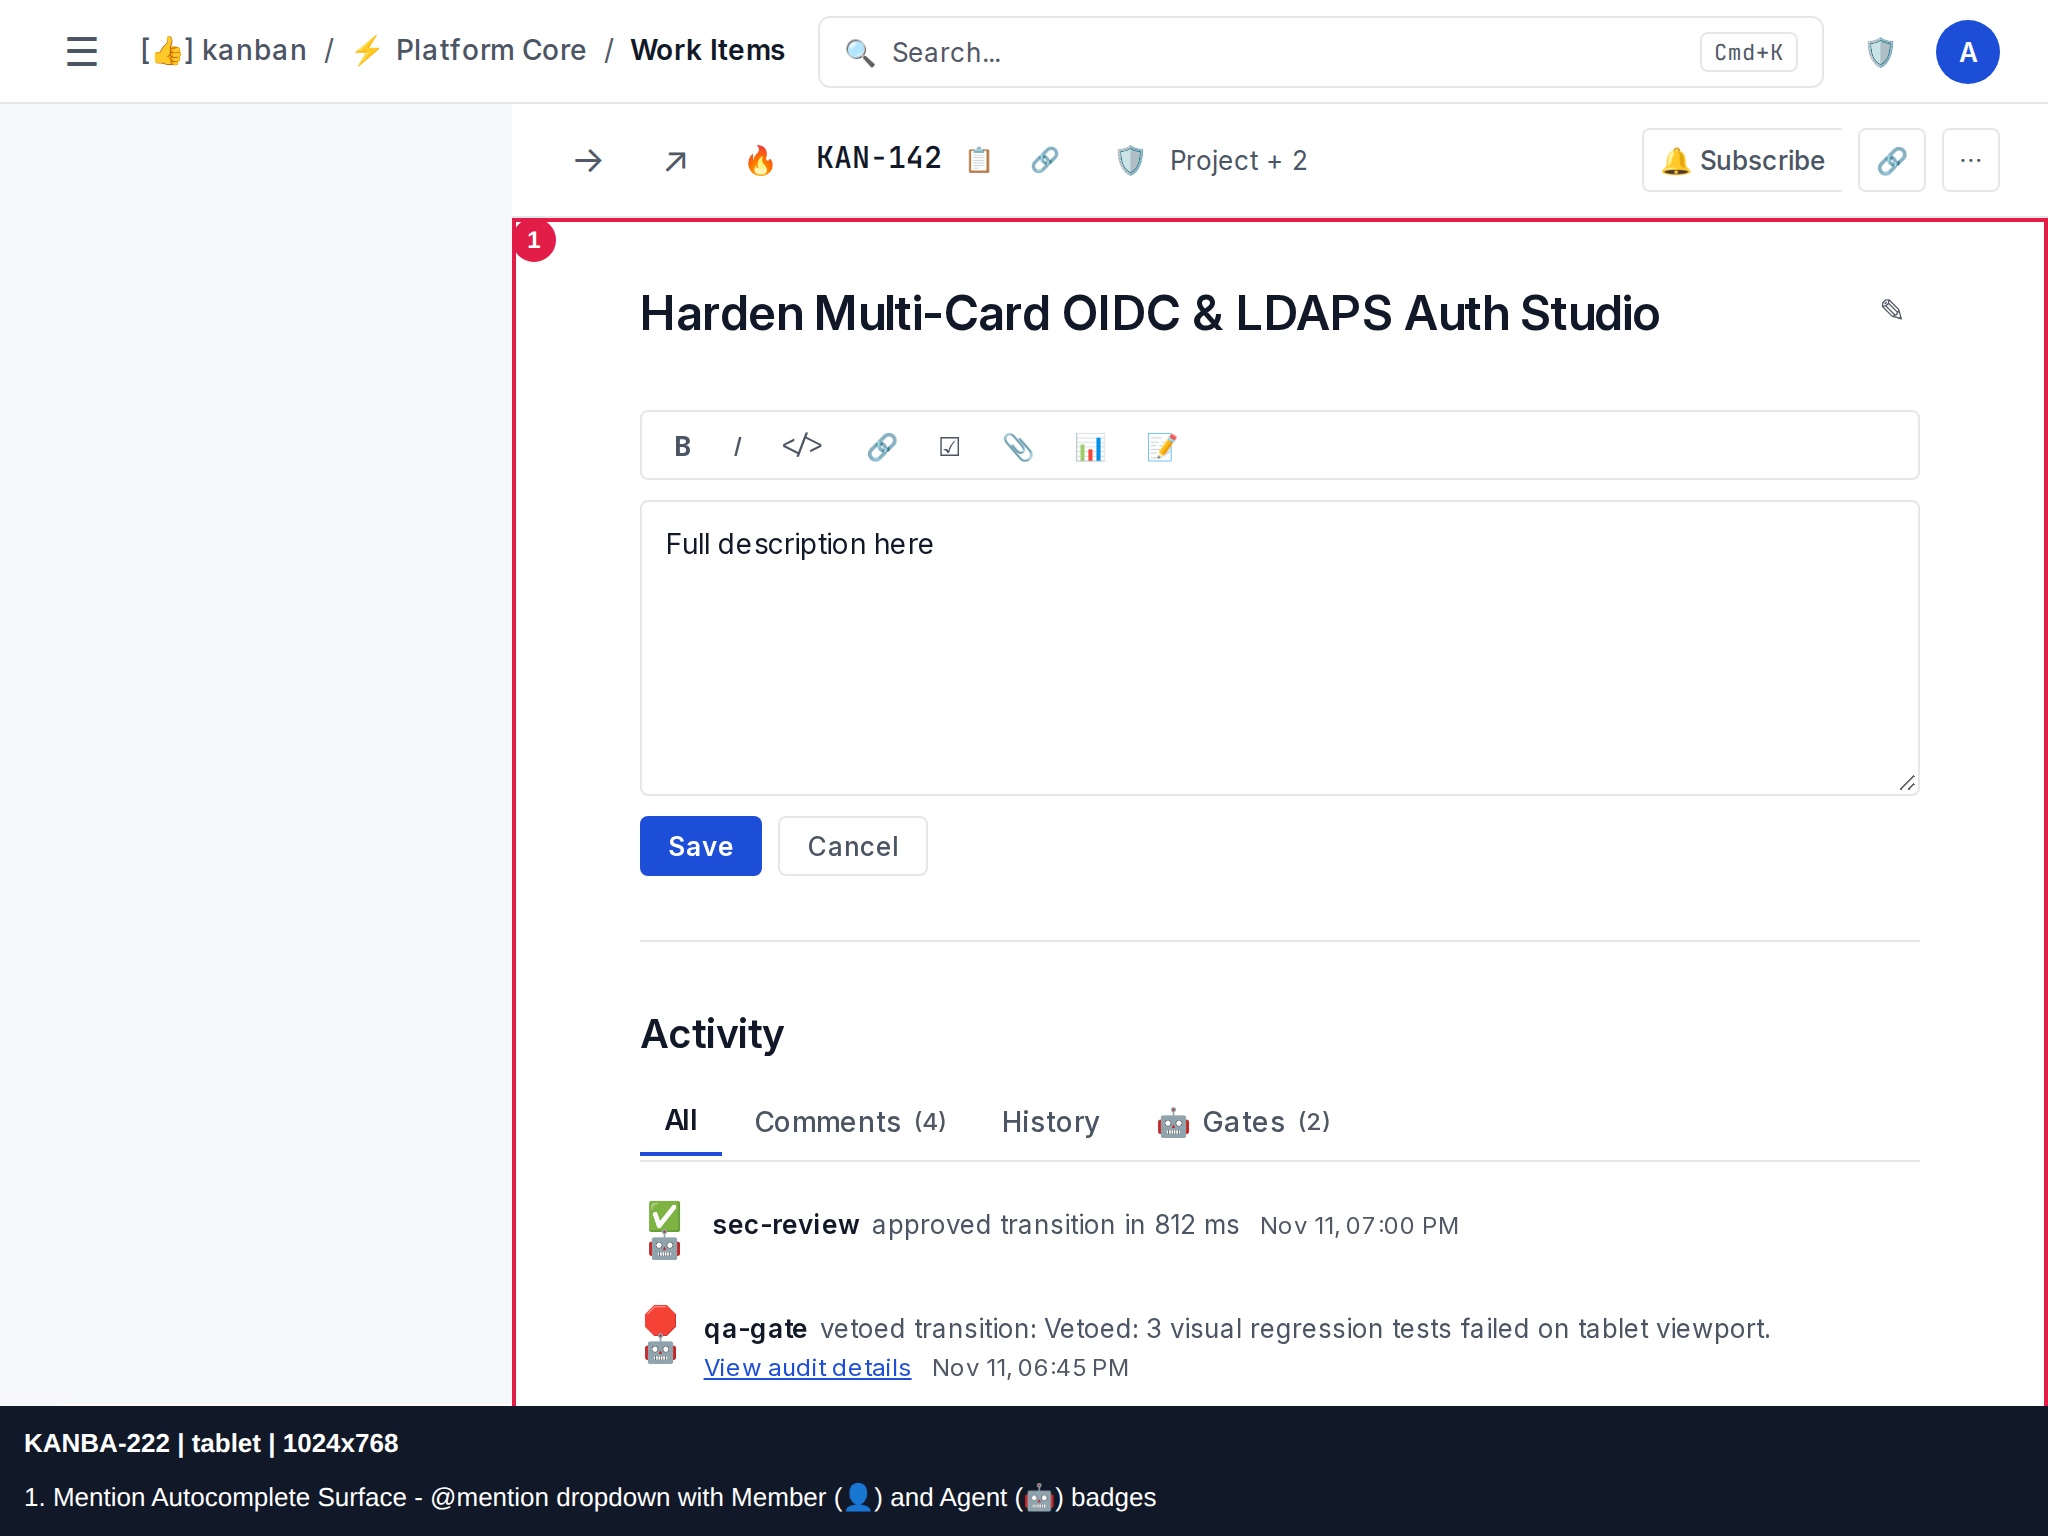 ☰ [👍] kanban / ⚡ Platform Core / Work Items 🔍 Search... Cmd+K 🛡️ A
→ ↗ 🔥 KAN-142 📋 🔗 🛡️ Project + 2 🔔 Subscribe 🔗 ...
1
Harden Multi-Card OIDC & LDAPS Auth Studio ✎
B I </> 🔗 ☑ 📎 📊 📝
Full description here
Save Cancel
Activity
All Comments (4) History 🤖 Gates (2)
✅🤖 sec-review approved transition in 812 ms Nov 11, 07:00 PM
🛑🤖 qa-gate vetoed transition: Vetoed: 3 visual regression tests failed on tablet viewport.
View audit details Nov 11, 06:45 PM
KANBA-222 | tablet | 1024x768
1. Mention Autocomplete Surface - @mention dropdown with Member (👤) and Agent (🤖) badges